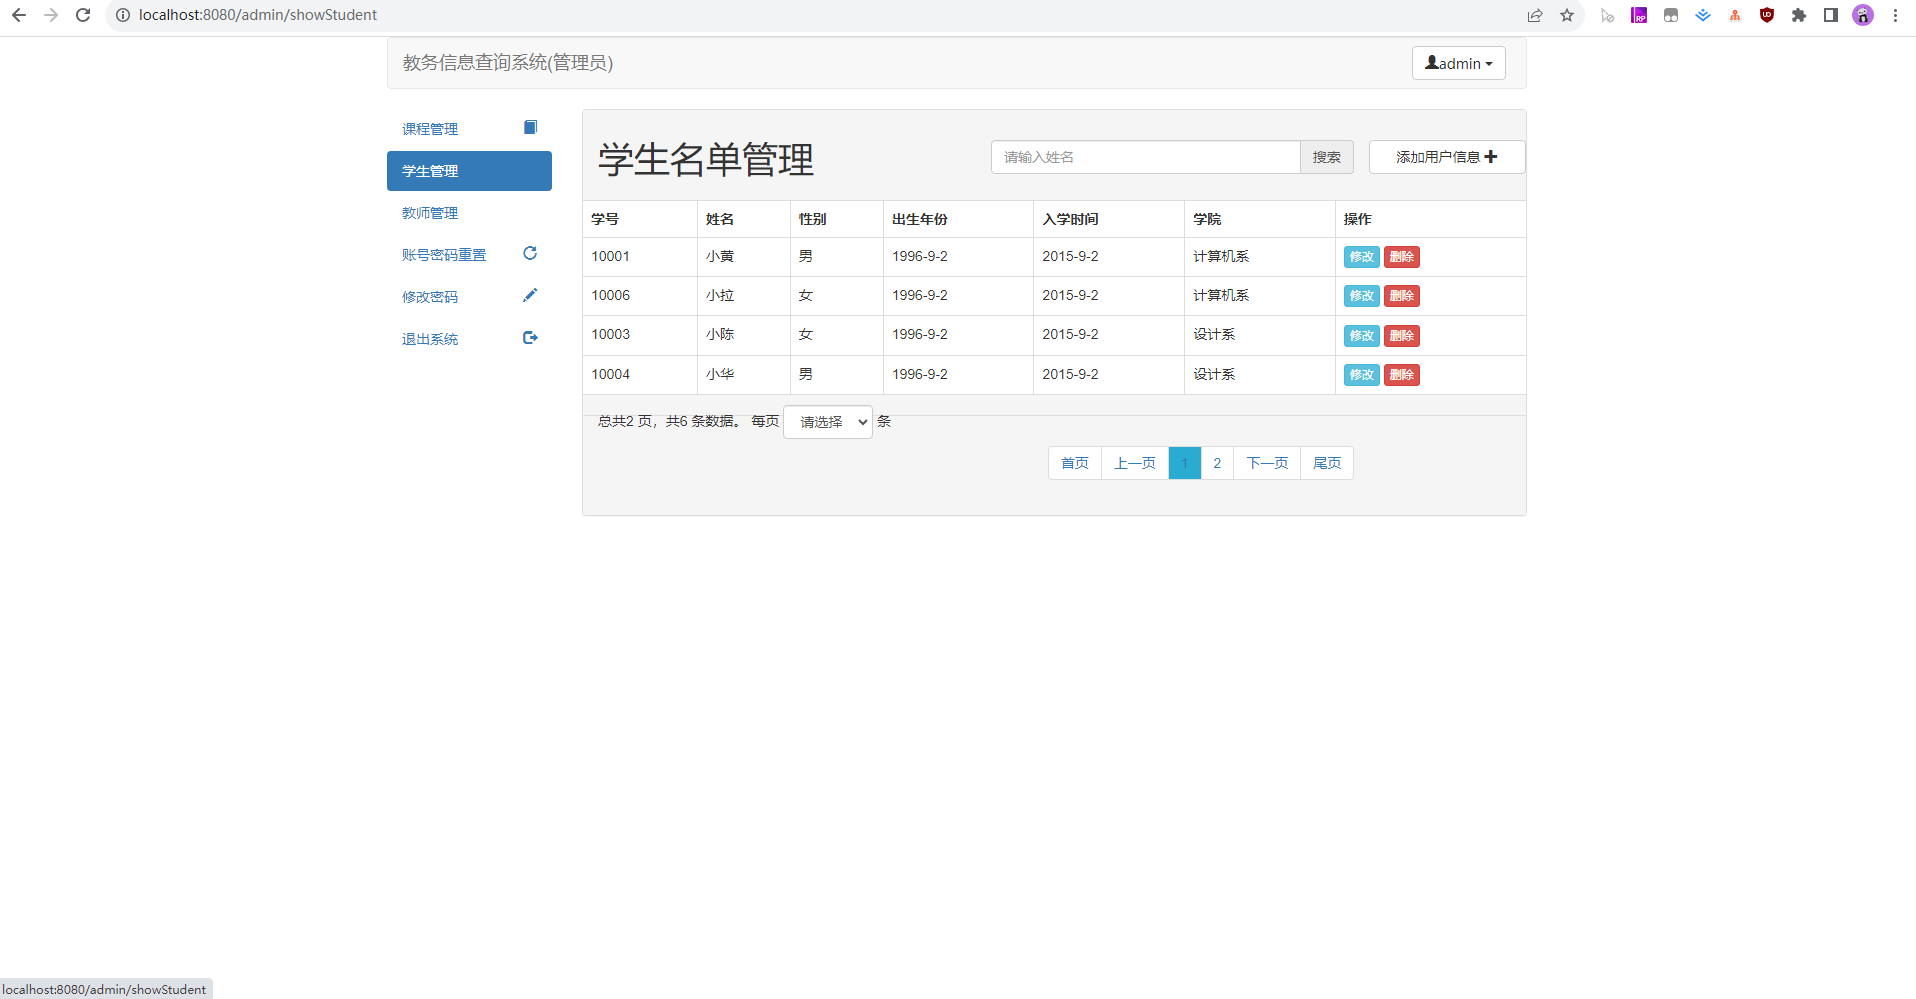 localhost:8080/admin/showStudent
教务信息查询系统(管理员)
admin
课程管理
学生管理
教师管理
账号密码重置
修改密码
退出系统
学生名单管理
请输入姓名 搜索 添加用户信息
学号 姓名 性别 出生年份 入学时间 学院 操作
10001 小黄 男 1996-9-2 2015-9-2 计算机系 修改 删除
10006 小拉 女 1996-9-2 2015-9-2 计算机系 修改 删除
10003 小陈 女 1996-9-2 2015-9-2 设计系 修改 删除
10004 小华 男 1996-9-2 2015-9-2 设计系 修改 删除
总共2 页，共6 条数据。 每页 请选择 条
首页 上一页 1 2 下一页 尾页
localhost:8080/admin/showStudent